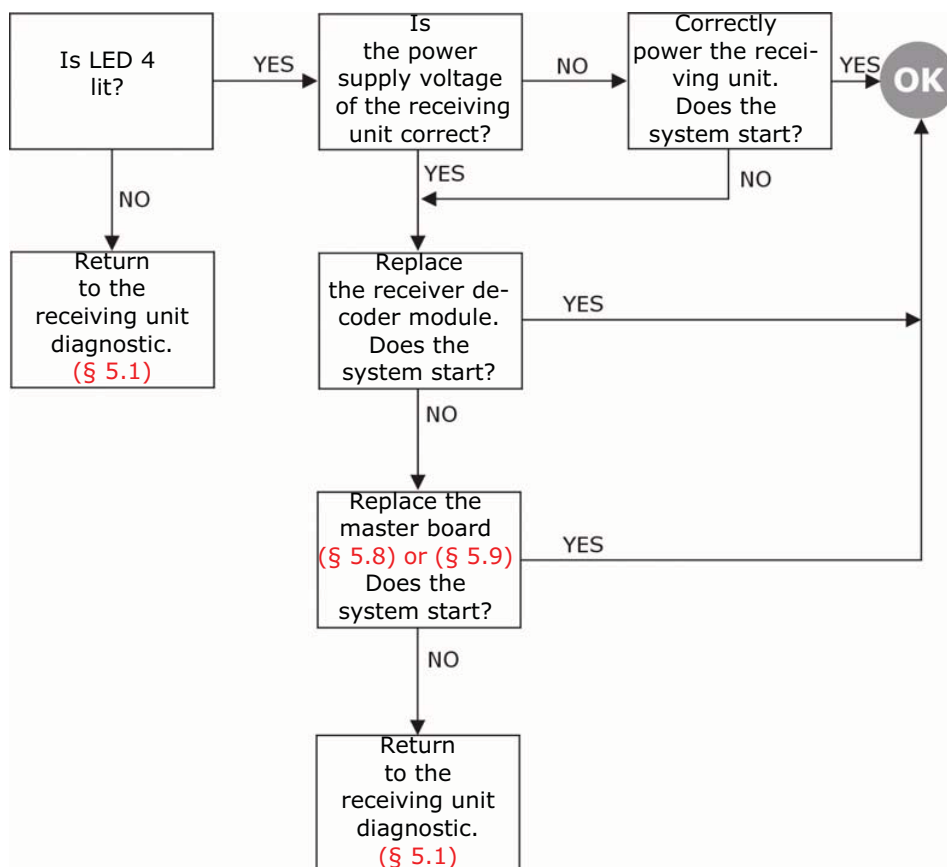 Is LED 4
lit?
YES
Is
the power
supply voltage
of the receiving
unit correct?
NO
Correctly
power the recei-
ving unit.
Does the
system start?
YES
OK
NO
YES
NO
Return
to the
receiving unit
diagnostic.
(§ 5.1)
Replace
the receiver de-
coder module.
Does the
system start?
YES
NO
Replace the
master board
(§ 5.8) or (§ 5.9)
Does the
system start?
YES
NO
Return
to the
receiving unit
diagnostic.
(§ 5.1)